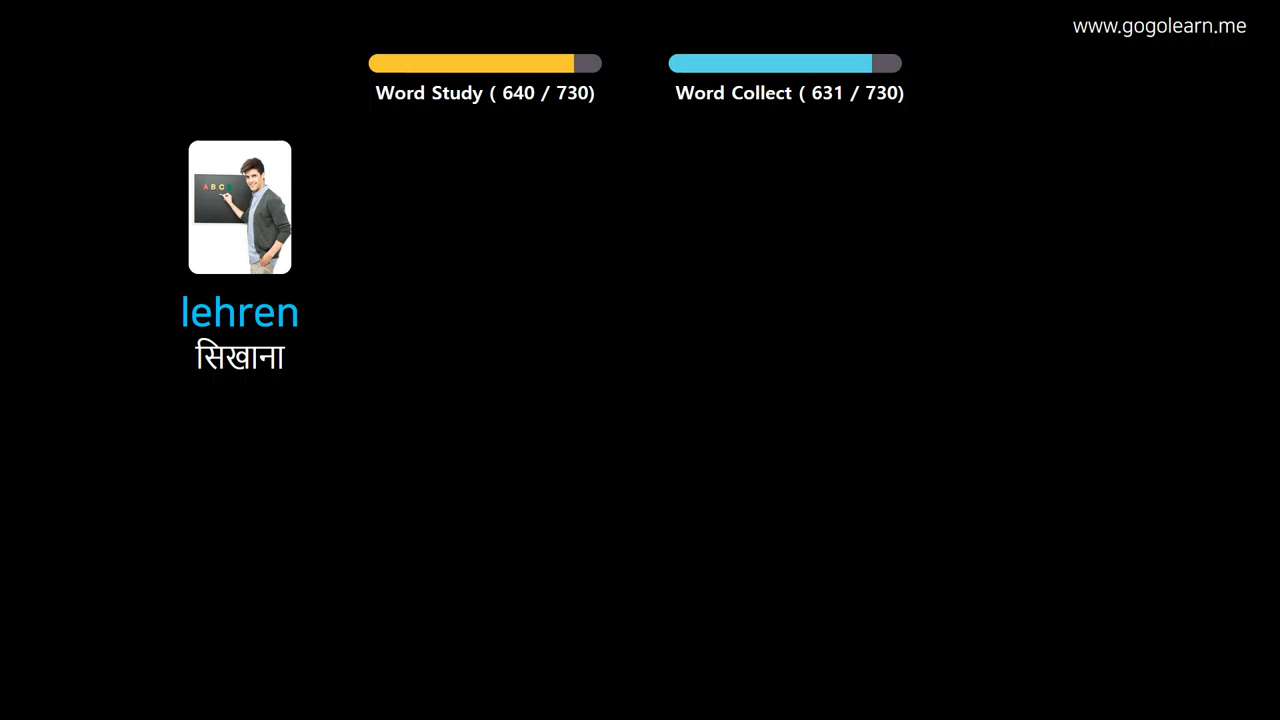 www.gogolearn.me
Word Study ( 640 / 730)
Word Collect ( 631 / 730)
A B C
lehren
सिखाना